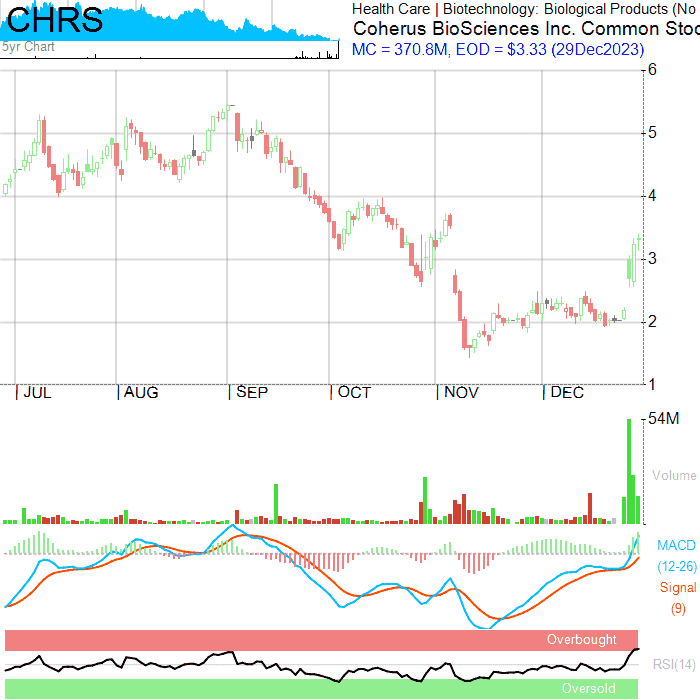 CHRS
5yr Chart
Health Care | Biotechnology: Biological Products (No
Coherus BioSciences Inc. Common Stoc
MC = 370.8M, EOD = $3.33 (29Dec2023)
6
5
4
3
2
1
JUL AUG SEP OCT NOV DEC
54M
Volume
MACD
(12-26)
Signal
(9)
Overbought
RSI(14)
Oversold